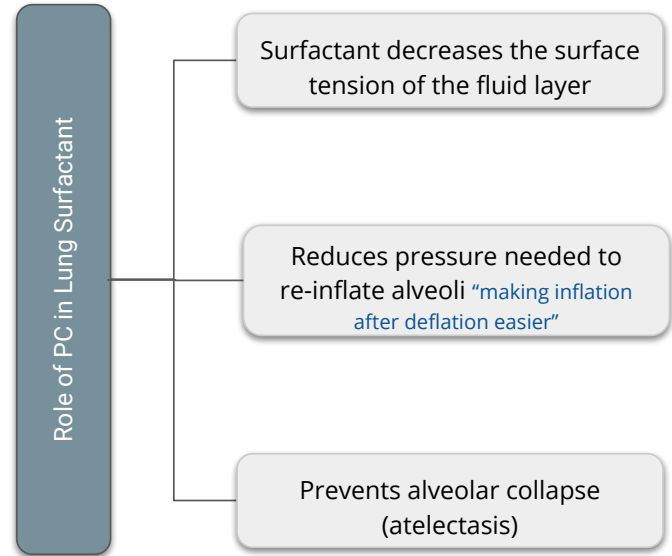 Role of PC in Lung Surfactant
Surfactant decreases the surface
tension of the fluid layer
Reduces pressure needed to
re-inflate alveoli “making inflation
after deflation easier”
Prevents alveolar collapse
(atelectasis)